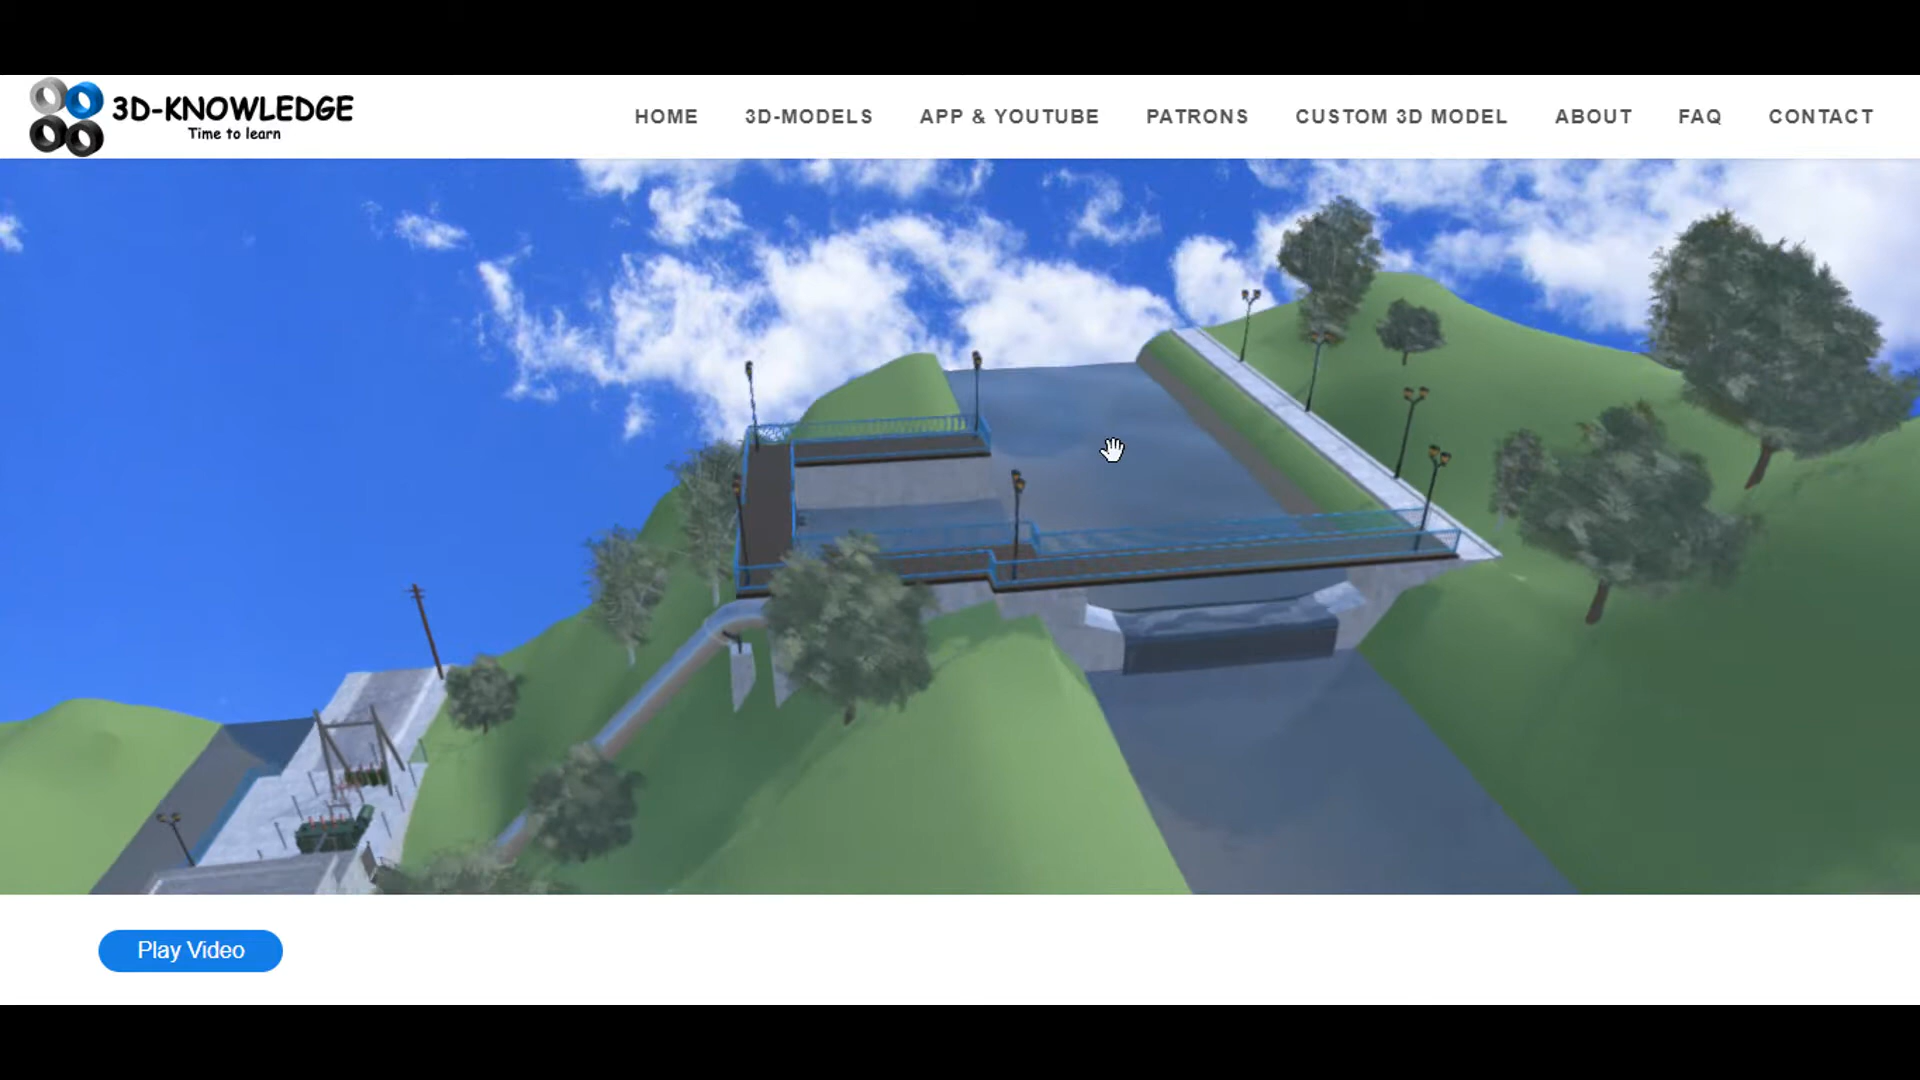 3D-KNOWLEDGE
Time to learn
HOME 3D-MODELS APP & YOUTUBE PATRONS CUSTOM 3D MODEL ABOUT FAQ CONTACT
Play Video